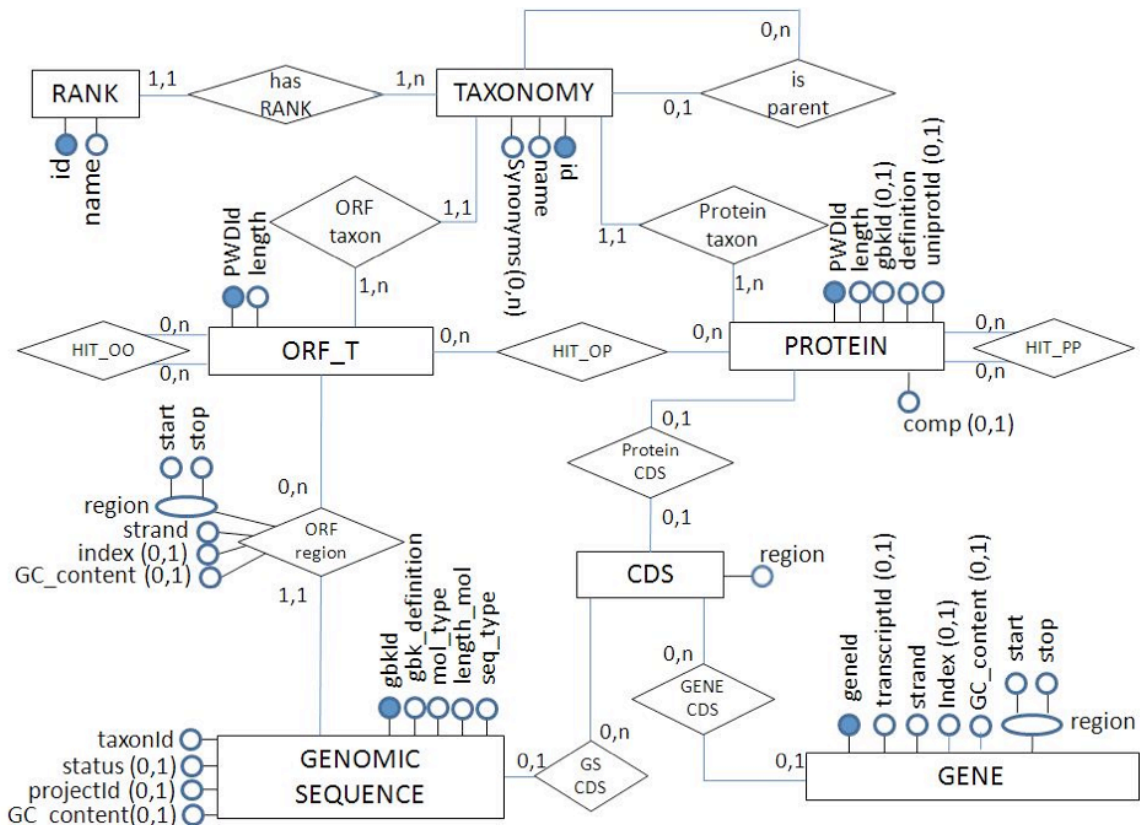 0,n
1,1
has
RANK
1,n
RANK
TAXONOMY
is
parent
0,1
id
name
Synonyms(0,n)
name
id
ORF
taxon
1,1
1,n
Protein
taxon
1,1
1,n
PWDId
length
PWDId
length
gbkId (0,1)
definition
uniprotId (0,1)
0,n
HIT_OO
0,n
ORF_T
0,n
HIT_OP
0,n
PROTEIN
0,n
HIT_PP
0,n
comp (0,1)
start
stop
region
strand
index (0,1)
GC_content (0,1)
0,n
ORF
region
1,1
0,1
Protein
CDS
0,1
CDS
region
gbkId
gbk_definition
mol_type
length_mol
seq_type
taxonId
status (0,1)
projectId (0,1)
GC_content(0,1)
GENOMIC
SEQUENCE
0,1
0,n
GS
CDS
0,n
GENE
CDS
0,1
geneId
transcriptId (0,1)
strand
Index (0,1)
GC_content (0,1)
start
stop
region
GENE